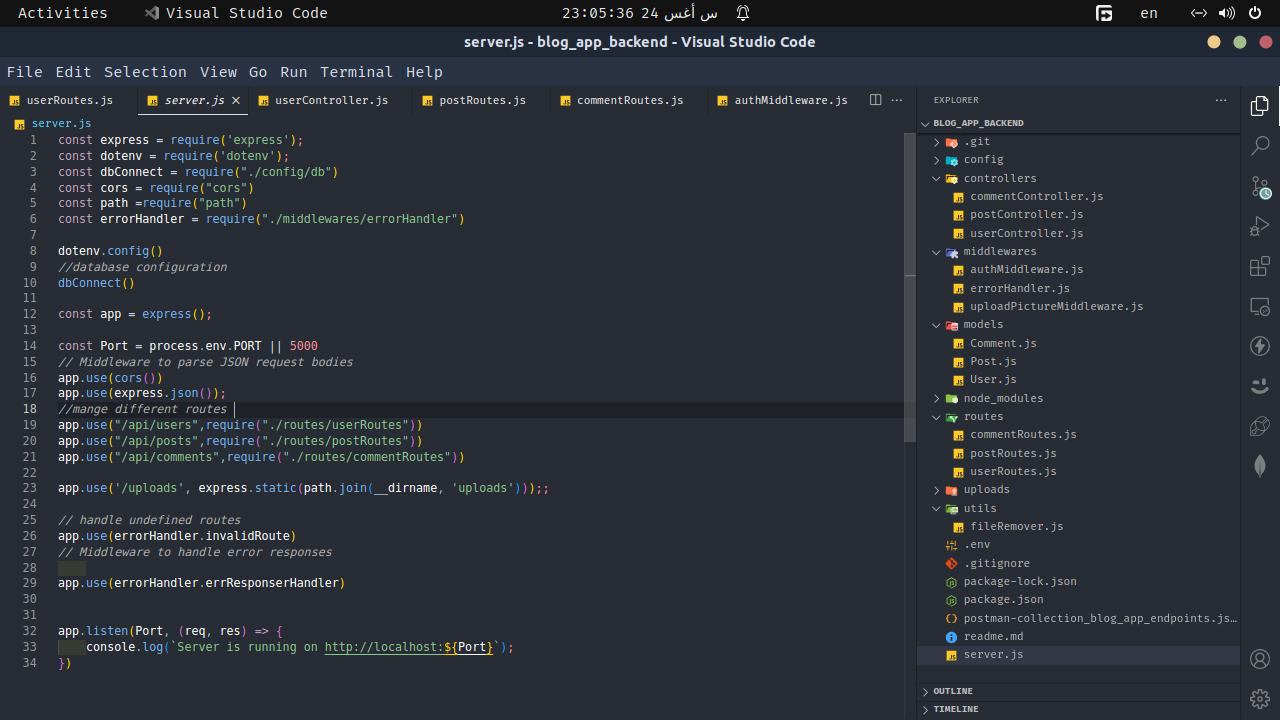 Activities Visual Studio Code 23:05:36 24 س أغس en
server.js - blog_app_backend - Visual Studio Code
File Edit Selection View Go Run Terminal Help
userRoutes.js server.js × userController.js postRoutes.js commentRoutes.js authMiddleware.js ···
server.js
1 const express = require('express');
2 const dotenv = require('dotenv');
3 const dbConnect = require("./config/db")
4 const cors = require("cors")
5 const path =require("path")
6 const errorHandler = require("./middlewares/errorHandler")
7
8 dotenv.config()
9 //database configuration
10 dbConnect()
11
12 const app = express();
13
14 const Port = process.env.PORT || 5000
15 // Middleware to parse JSON request bodies
16 app.use(cors())
17 app.use(express.json());
18 //mange different routes
19 app.use("/api/users",require("./routes/userRoutes"))
20 app.use("/api/posts",require("./routes/postRoutes"))
21 app.use("/api/comments",require("./routes/commentRoutes"))
22
23 app.use('/uploads', express.static(path.join(__dirname, 'uploads')));;
24
25 // handle undefined routes
26 app.use(errorHandler.invalidRoute)
27 // Middleware to handle error responses
28
29 app.use(errorHandler.errResponserHandler)
30
31
32 app.listen(Port, (req, res) => {
33 console.log(`Server is running on http://localhost:${Port}`);
34 })
EXPLORER ···
BLOG_APP_BACKEND
.git
config
controllers
commentController.js
postController.js
userController.js
middlewares
authMiddleware.js
errorHandler.js
uploadPictureMiddleware.js
models
Comment.js
Post.js
User.js
node_modules
routes
commentRoutes.js
postRoutes.js
userRoutes.js
uploads
utils
fileRemover.js
.env
.gitignore
package-lock.json
package.json
postman-collection_blog_app_endpoints.js…
readme.md
server.js
OUTLINE
TIMELINE